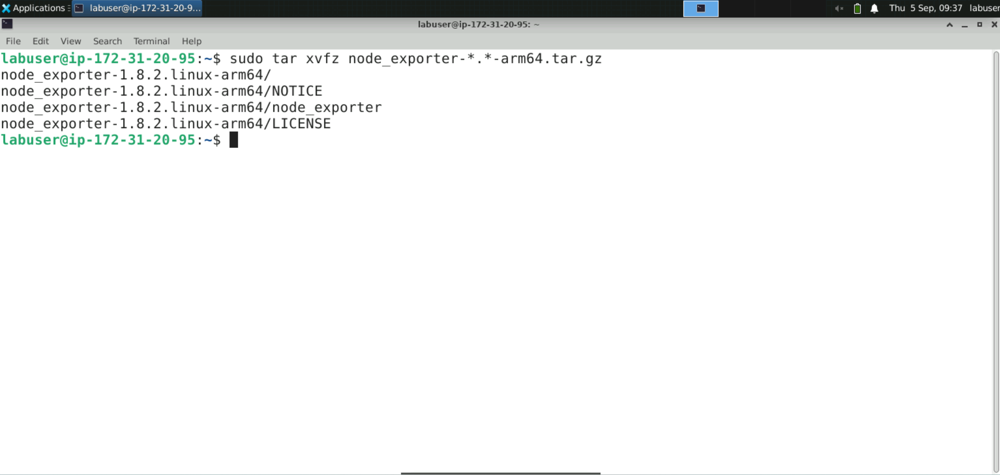 Applications labuser@ip-172-31-20-9... Thu 5 Sep, 09:37 labuser
labuser@ip-172-31-20-95: ~
File Edit View Search Terminal Help
labuser@ip-172-31-20-95:~$ sudo tar xvfz node_exporter-*.*-arm64.tar.gz
node_exporter-1.8.2.linux-arm64/
node_exporter-1.8.2.linux-arm64/NOTICE
node_exporter-1.8.2.linux-arm64/node_exporter
node_exporter-1.8.2.linux-arm64/LICENSE
labuser@ip-172-31-20-95:~$